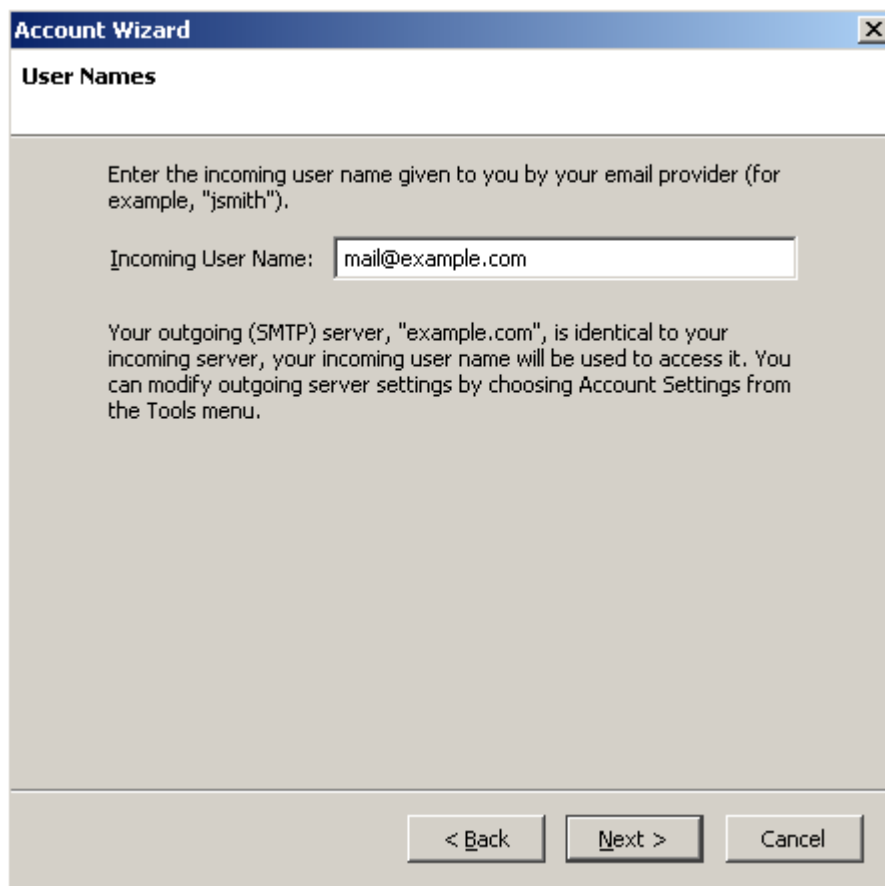 Account Wizard
User Names
Enter the incoming user name given to you by your email provider (for
example, "jsmith").
Incoming User Name: mail@example.com
Your outgoing (SMTP) server, "example.com", is identical to your
incoming server, your incoming user name will be used to access it. You
can modify outgoing server settings by choosing Account Settings from
the Tools menu.
< Back Next > Cancel